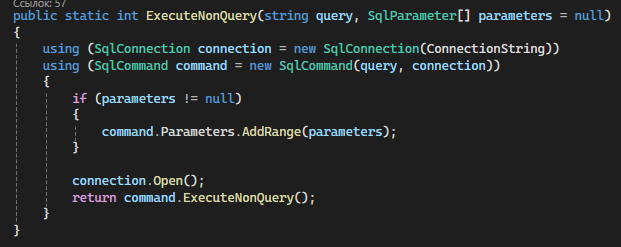 Ссылок: 57
public static int ExecuteNonQuery(string query, SqlParameter[] parameters = null)
{
using (SqlConnection connection = new SqlConnection(ConnectionString))
using (SqlCommand command = new SqlCommand(query, connection))
{
if (parameters != null)
{
command.Parameters.AddRange(parameters);
}
connection.Open();
return command.ExecuteNonQuery();
}
}